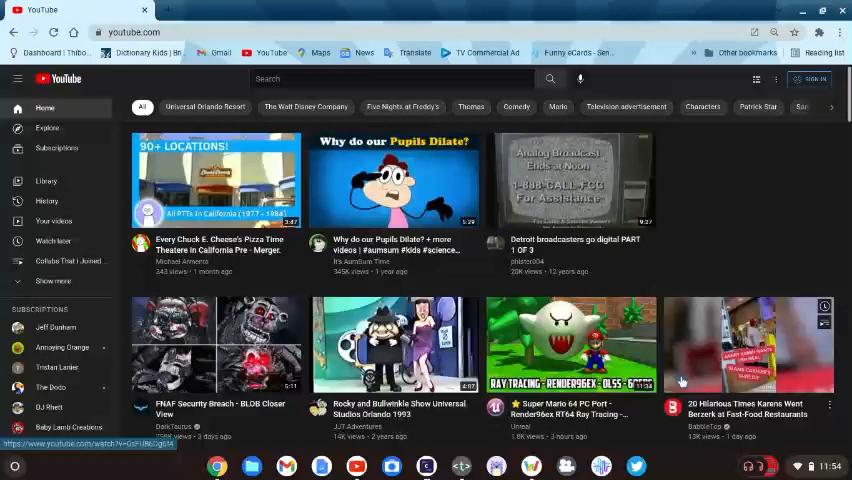 YouTube
youtube.com
Dashboard | Thibo...
Dictionary Kids | Bri...
Gmail
YouTube
Maps
News
Translate
TV Commercial Ad
Funny eCards - Sen...
»
Other bookmarks
Reading list
YouTube
Search
SIGN IN
All
Universal Orlando Resort
The Walt Disney Company
Five Nights at Freddy's
Thomas
Comedy
Mario
Television advertisement
Characters
Patrick Star
Home
Explore
Subscriptions
Library
History
Your videos
Watch later
Collabs That I Joined...
Show more
SUBSCRIPTIONS
Jeff Dunham
Annoying Orange
Tristan Lanier
The Dodo
DJ Rhett
Baby Lamb Creations
90+ LOCATIONS!
All PTTs In California (1977 - 1984)
3:47
Every Chuck E. Cheese's Pizza Time
Theatre In California Pre - Merger.
Michael Armenta
243 views • 1 month ago
Why do our Pupils Dilate?
5:29
Why do our Pupils Dilate? + more
videos | #aumsum #kids #science...
It's AumSum Time
345K views • 1 year ago
Analog Broadcast
Ends at Noon
1-888-CALL-FCC
For Assistance
9:37
Detroit broadcasters go digital PART
1 OF 3
phister004
20K views • 12 years ago
5:11
FNAF Security Breach - BLOB Closer
View
DarkTaurus
3 days ago
4:07
Rocky and Bullwinkle Show Universal
Studios Orlando 1993
JJT Adventures
14K views • 2 years ago
RAY TRACING - RENDER96EX - DLSS - 60FPS
11:34
⭐ Super Mario 64 PC Port -
Render96ex RT64 Ray Tracing -...
Unreal
1.8K views • 3 hours ago
20 Hilarious Times Karens Went
Berzerk at Fast-Food Restaurants
BabbleTop
13K views • 1 day ago
11:54